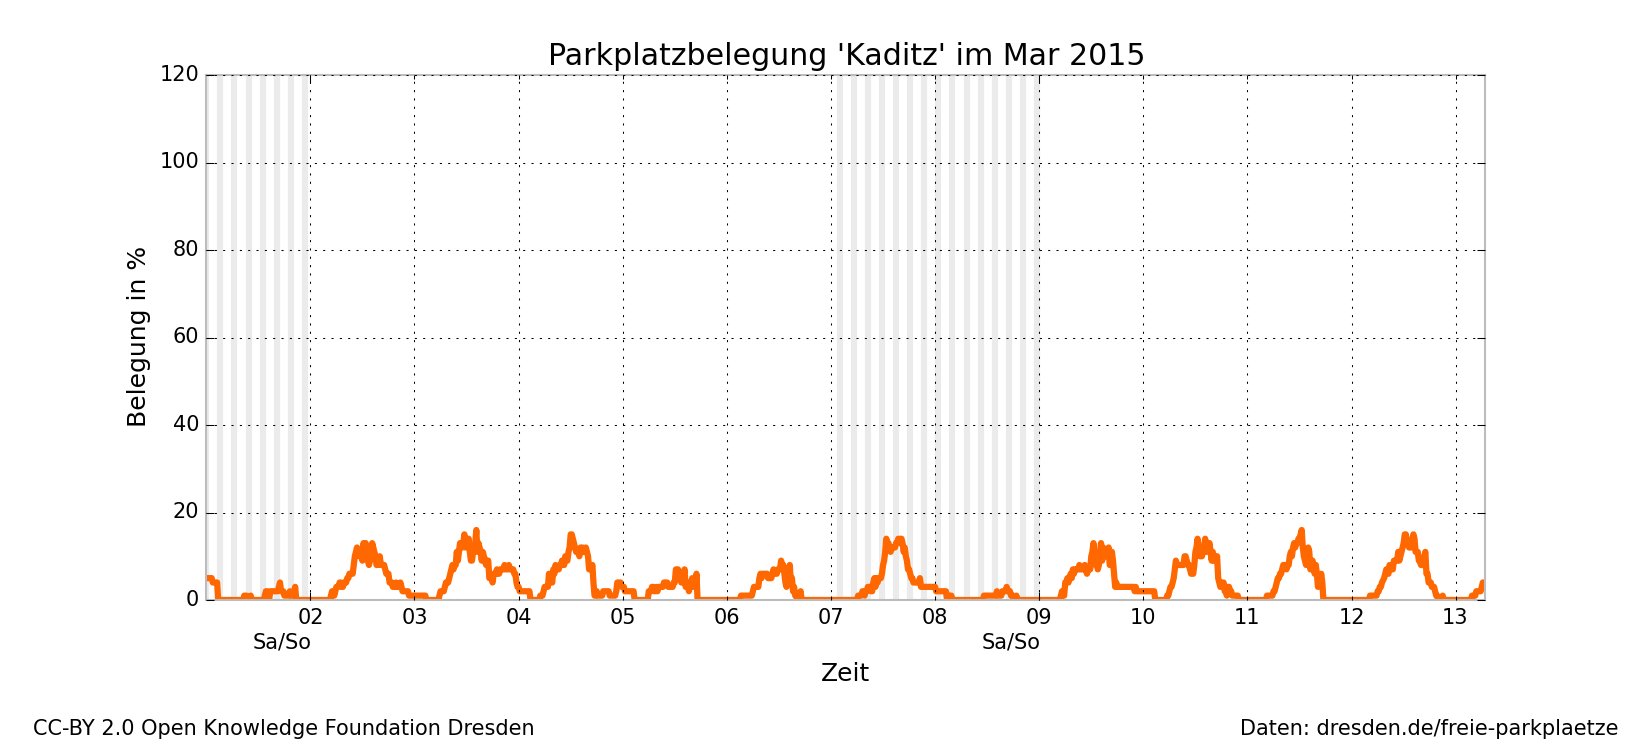 Parkplatzbelegung 'Kaditz' im Mar 2015
120
100
80
60
40
20
0
Belegung in %
02 03 04 05 06 07 08 09 10 11 12 13
Sa/So Sa/So
Zeit
CC-BY 2.0 Open Knowledge Foundation Dresden
Daten: dresden.de/freie-parkplaetze